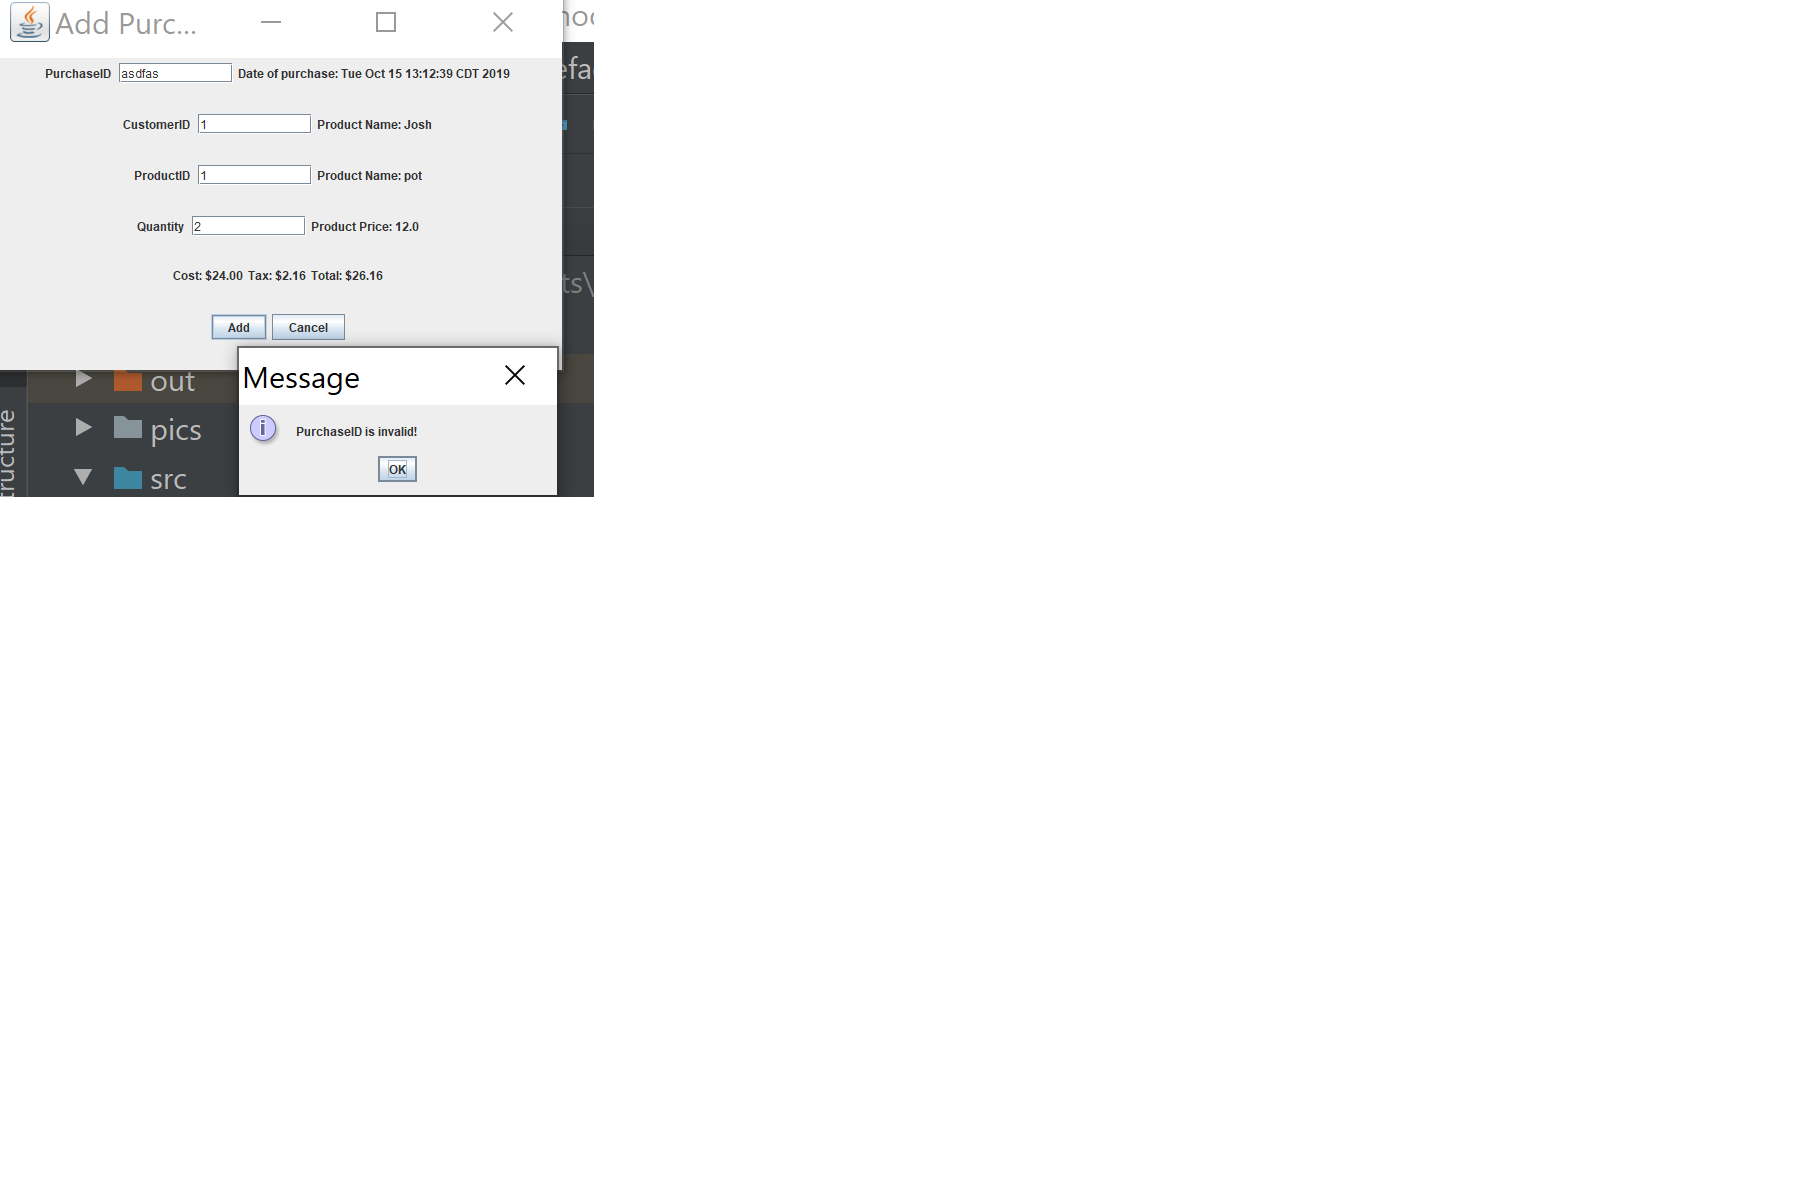 Add Purc...
PurchaseID asdfas Date of purchase: Tue Oct 15 13:12:39 CDT 2019
CustomerID 1 Product Name: Josh
ProductID 1 Product Name: pot
Quantity 2 Product Price: 12.0
Cost: $24.00 Tax: $2.16 Total: $26.16
Add Cancel
ts\
out
pics
src
tructure
Message
PurchaseID is invalid!
OK